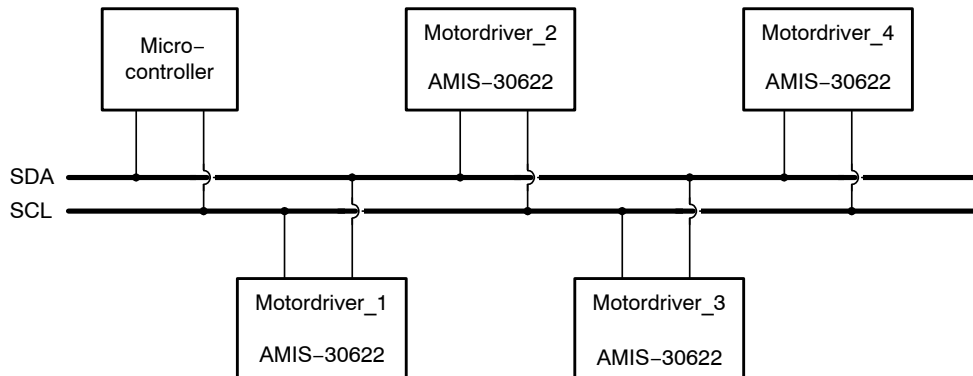 Micro−
controller
Motordriver_2
AMIS−30622
Motordriver_4
AMIS−30622
SDA
SCL
Motordriver_1
AMIS−30622
Motordriver_3
AMIS−30622